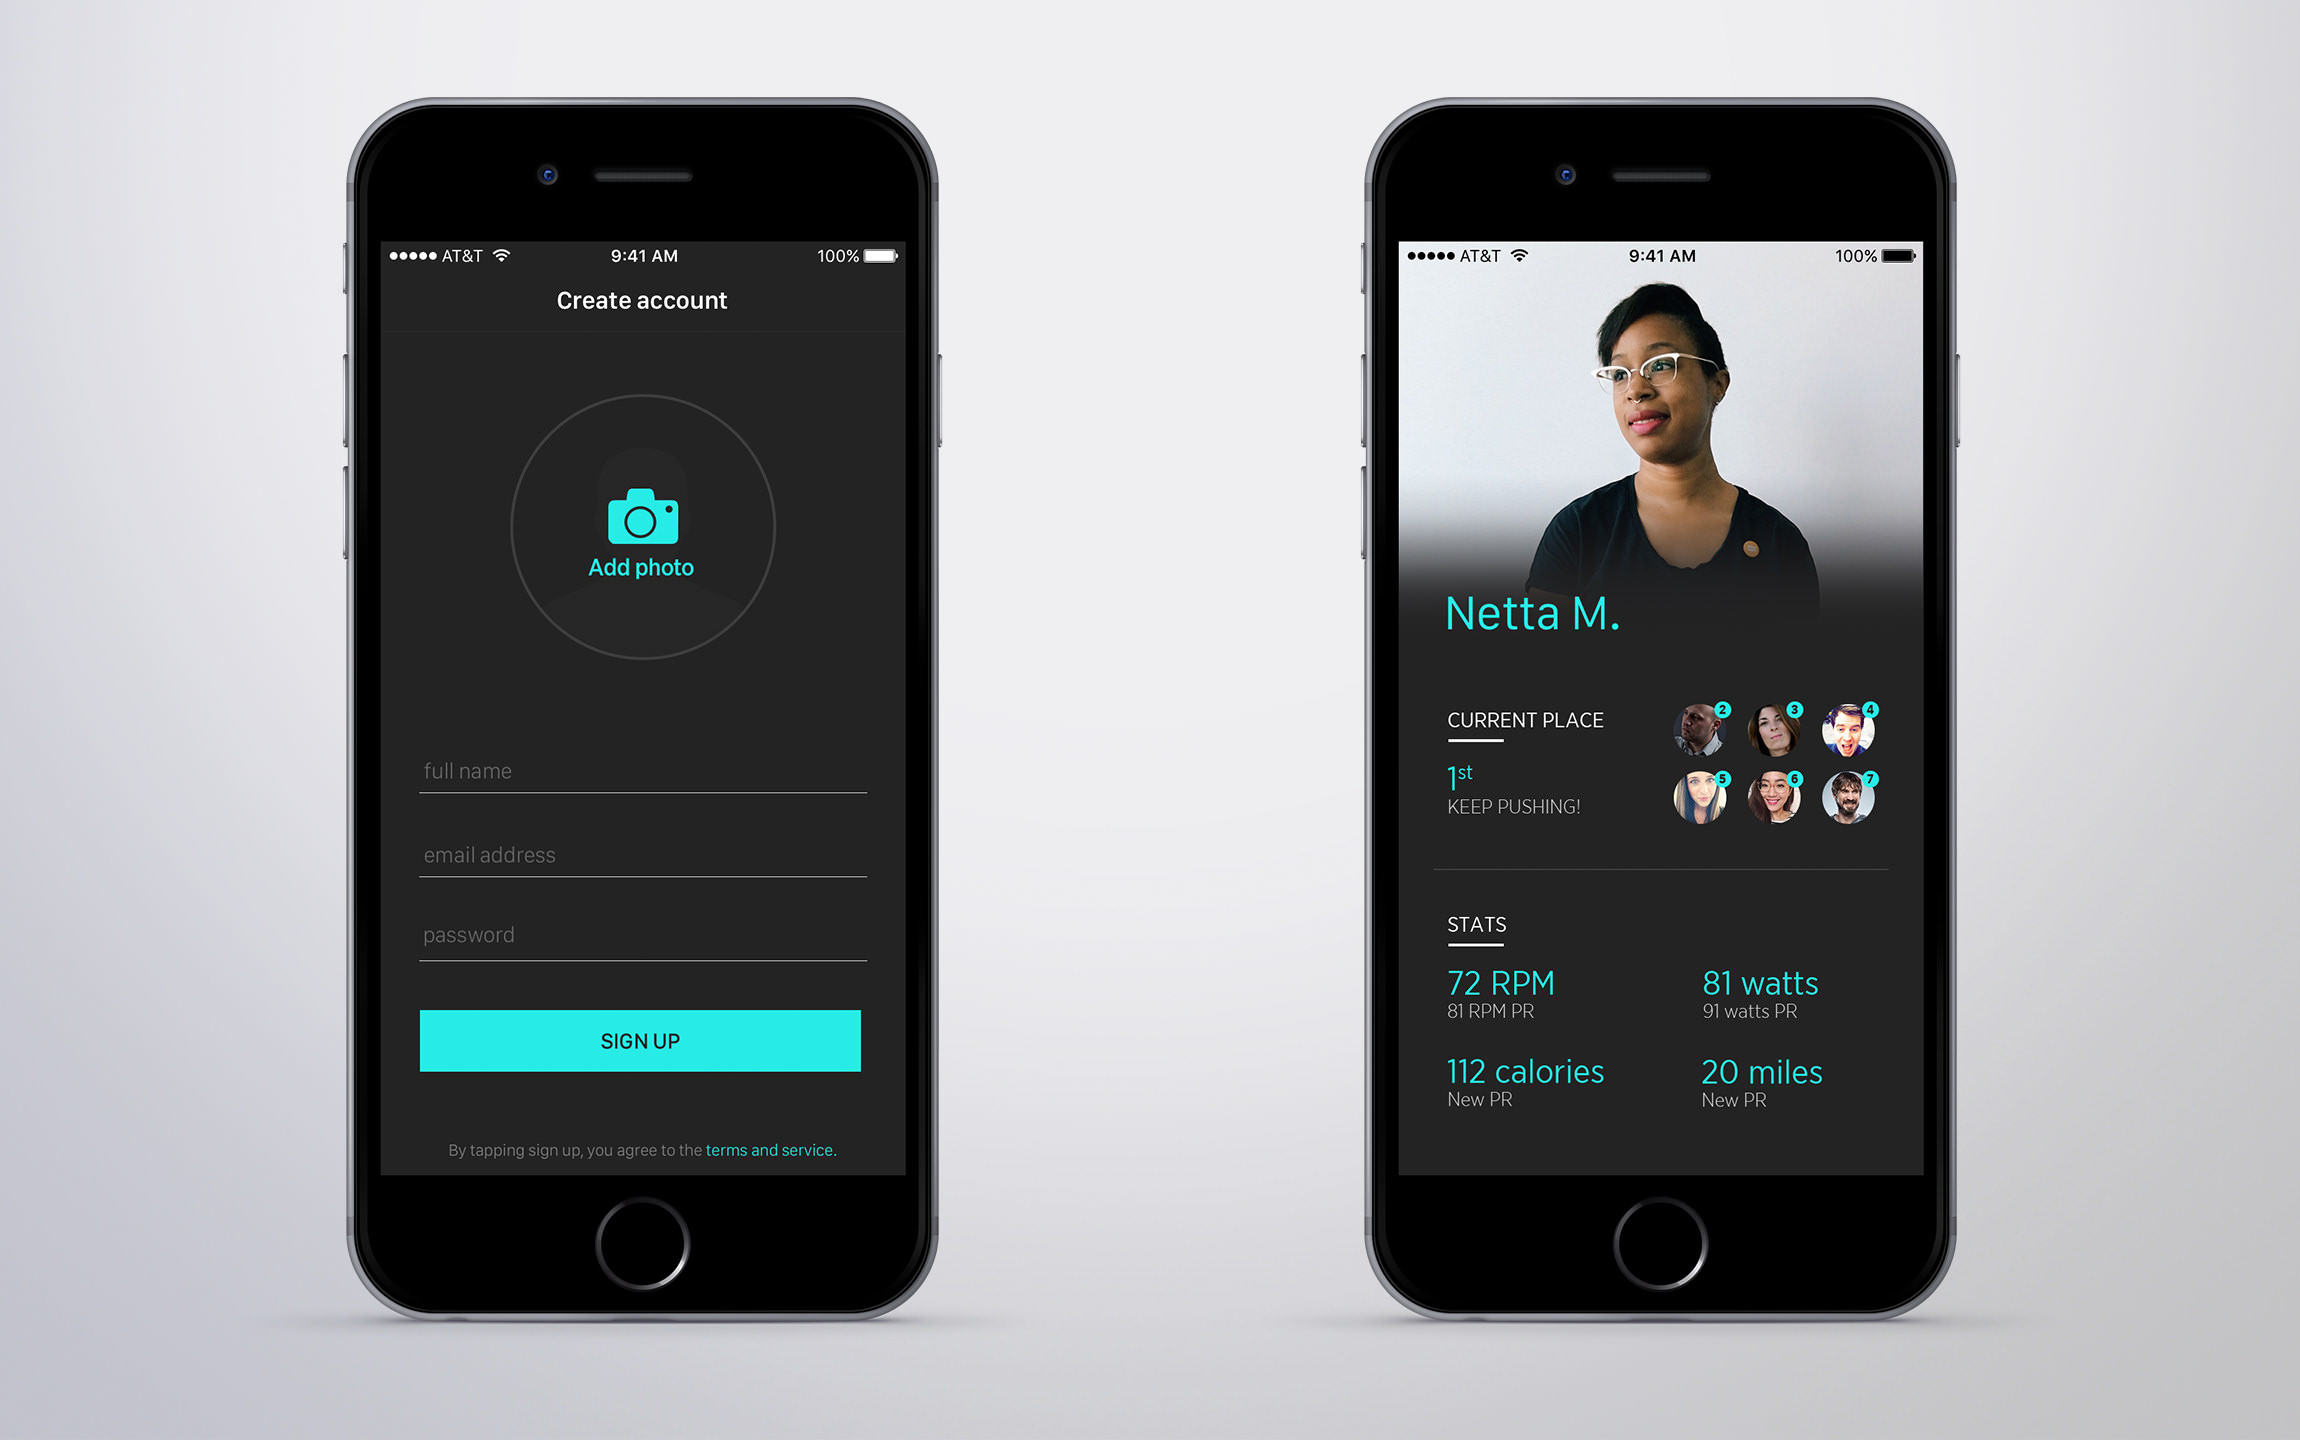 AT&T 9:41 AM 100%
Create account
Add photo
full name
email address
password
SIGN UP
By tapping sign up, you agree to the terms and service.
AT&T 9:41 AM 100%
Netta M.
CURRENT PLACE
1st
KEEP PUSHING!
2 3 4
5 6 7
STATS
72 RPM
81 RPM PR
81 watts
91 watts PR
112 calories
New PR
20 miles
New PR